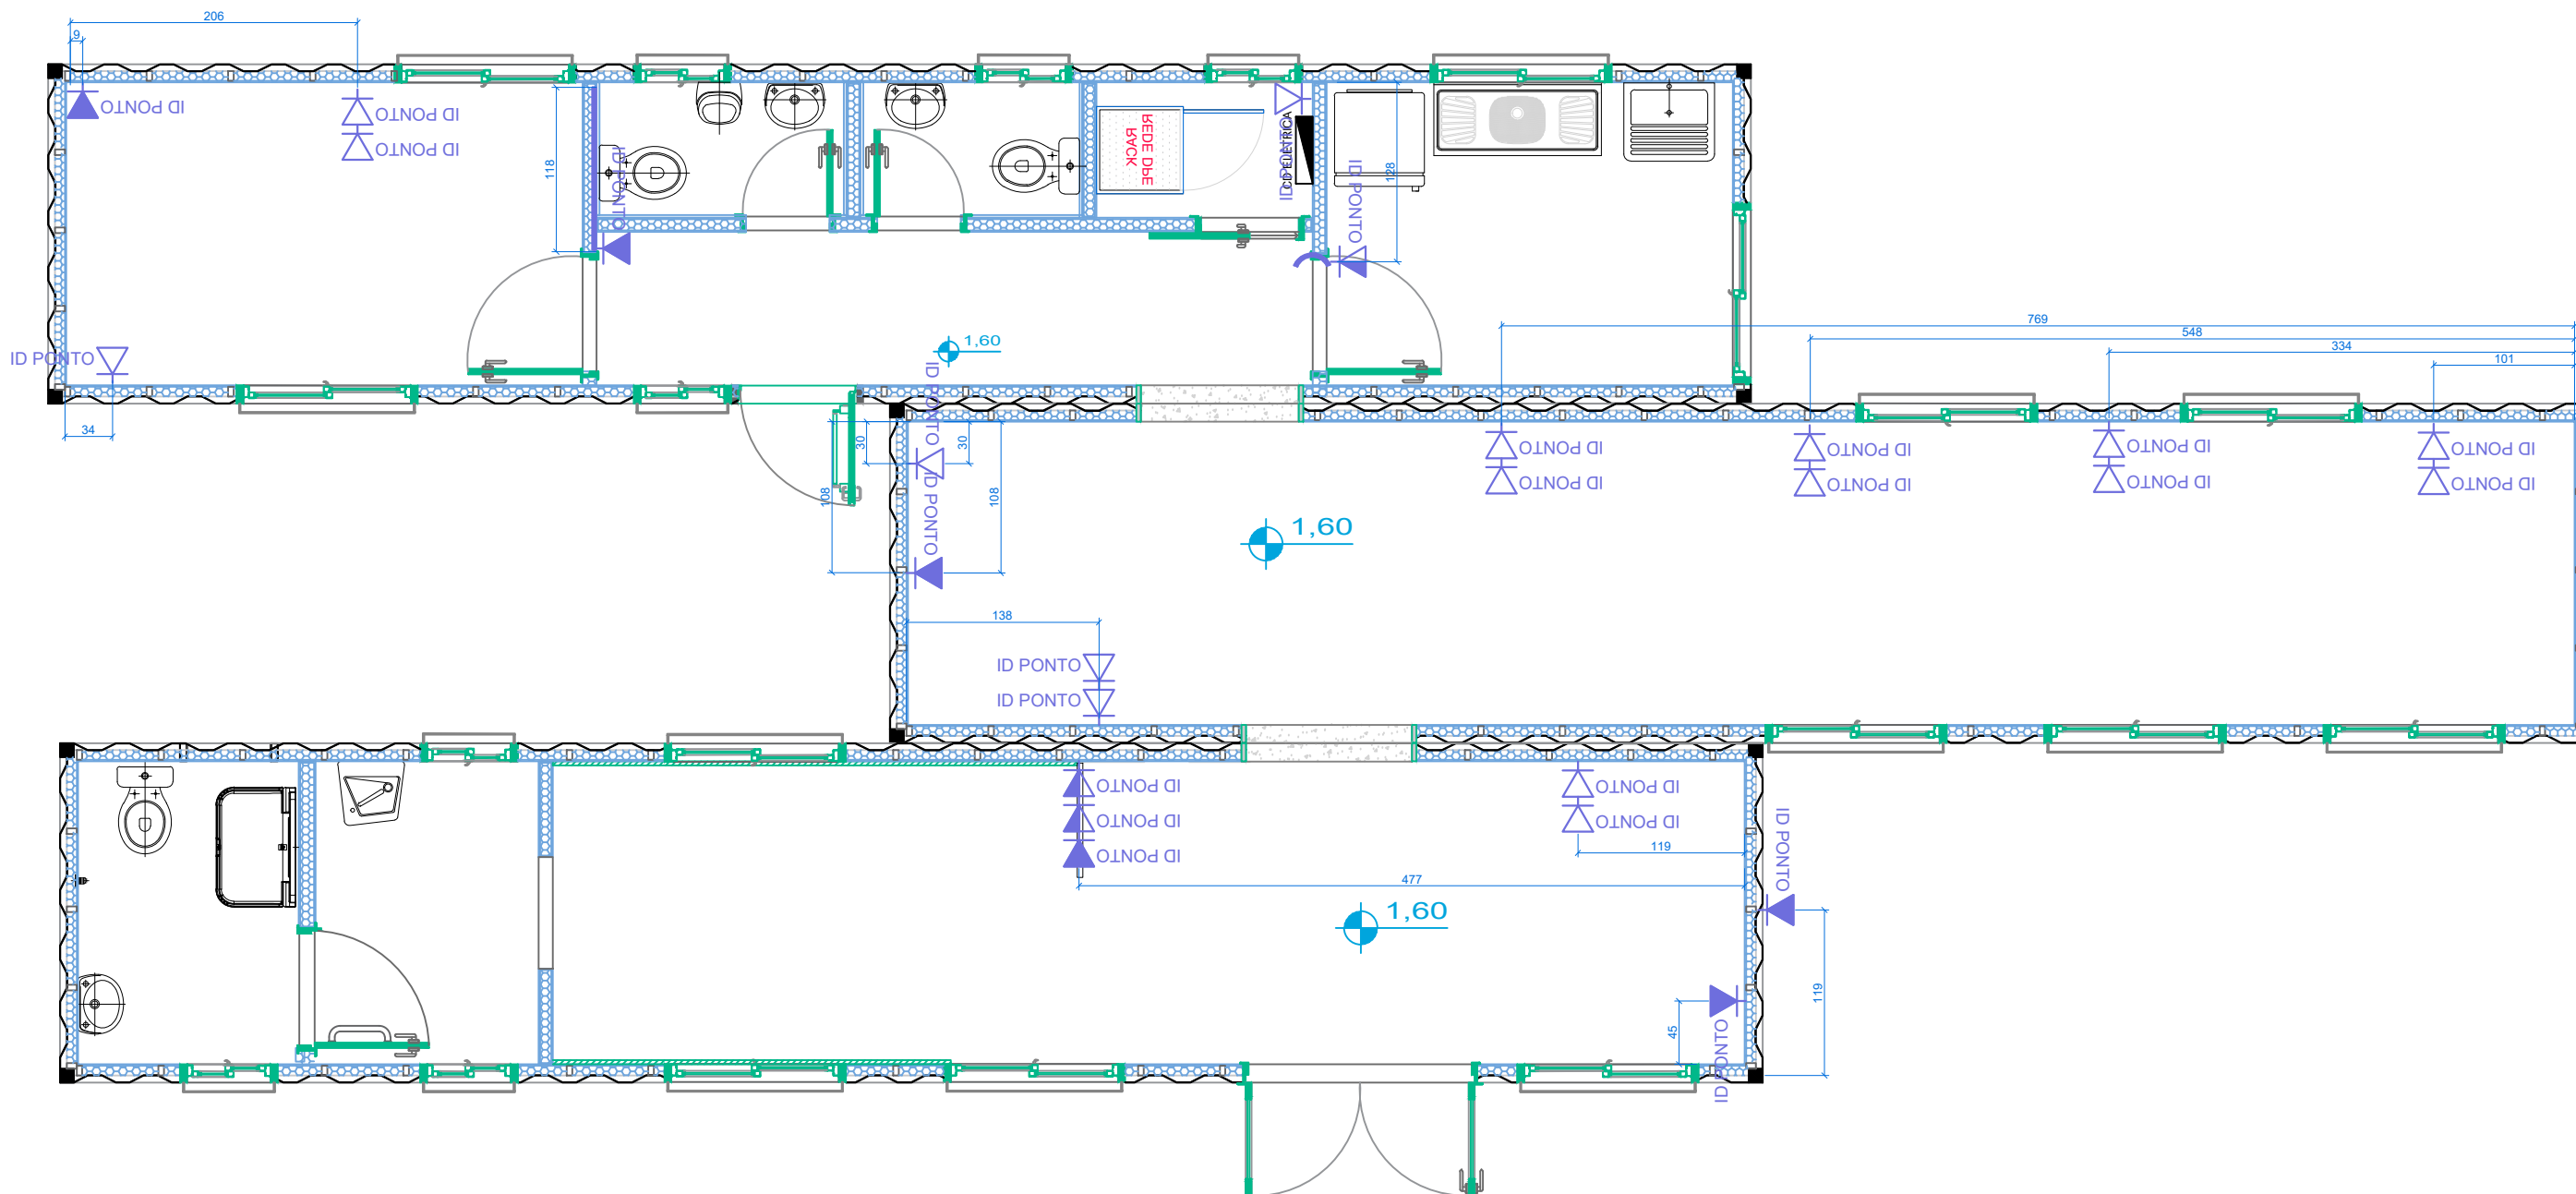 206
9
ID PONTO
ID PONTO
ID PONTO
118
ID PONTO
REDE DPE
RACK
ID PONTO
CD ELETRICA
ID PONTO
128
ID PONTO
34
1,60
769
548
334
101
ID PONTO
30
30
ID PONTO
108
108
ID PONTO
ID PONTO
ID PONTO
ID PONTO
ID PONTO
ID PONTO
ID PONTO
ID PONTO
1,60
138
ID PONTO
ID PONTO
ID PONTO
ID PONTO
ID PONTO
ID PONTO
ID PONTO
119
477
1,60
ID PONTO
119
45
ID PONTO